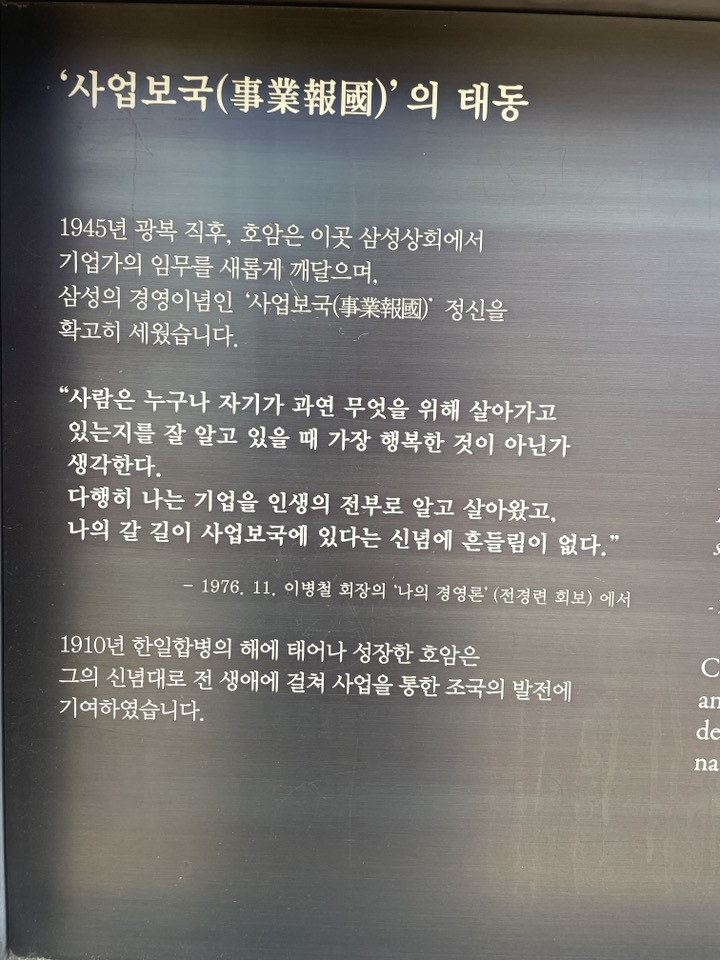 ‘사업보국(事業報國)’의 태동
1945년 광복 직후, 호암은 이곳 삼성상회에서
기업가의 임무를 새롭게 깨달으며,
삼성의 경영이념인 ‘사업보국(事業報國)’ 정신을
확고히 세웠습니다.
“사람은 누구나 자기가 과연 무엇을 위해 살아가고
있는지를 잘 알고 있을 때 가장 행복한 것이 아닌가
생각한다.
다행히 나는 기업을 인생의 전부로 알고 살아왔고,
나의 갈 길이 사업보국에 있다는 신념에 흔들림이 없다.”
– 1976. 11. 이병철 회장의 ‘나의 경영론’ (전경련 회보) 에서
1910년 한일합병의 해에 태어나 성장한 호암은
그의 신념대로 전 생애에 걸쳐 사업을 통한 조국의 발전에
기여하였습니다.